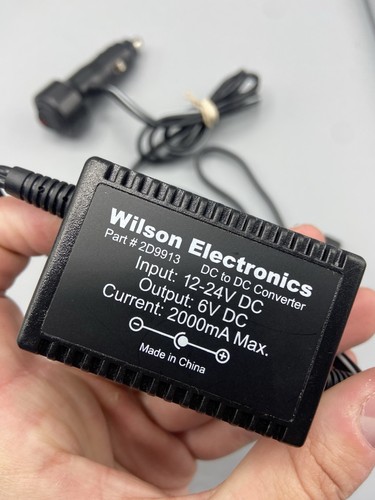 Wilson Electronics
Part # 2D9913 DC to DC Converter
Input: 12-24V DC
Output: 6V DC
Current: 2000mA Max.
Made in China